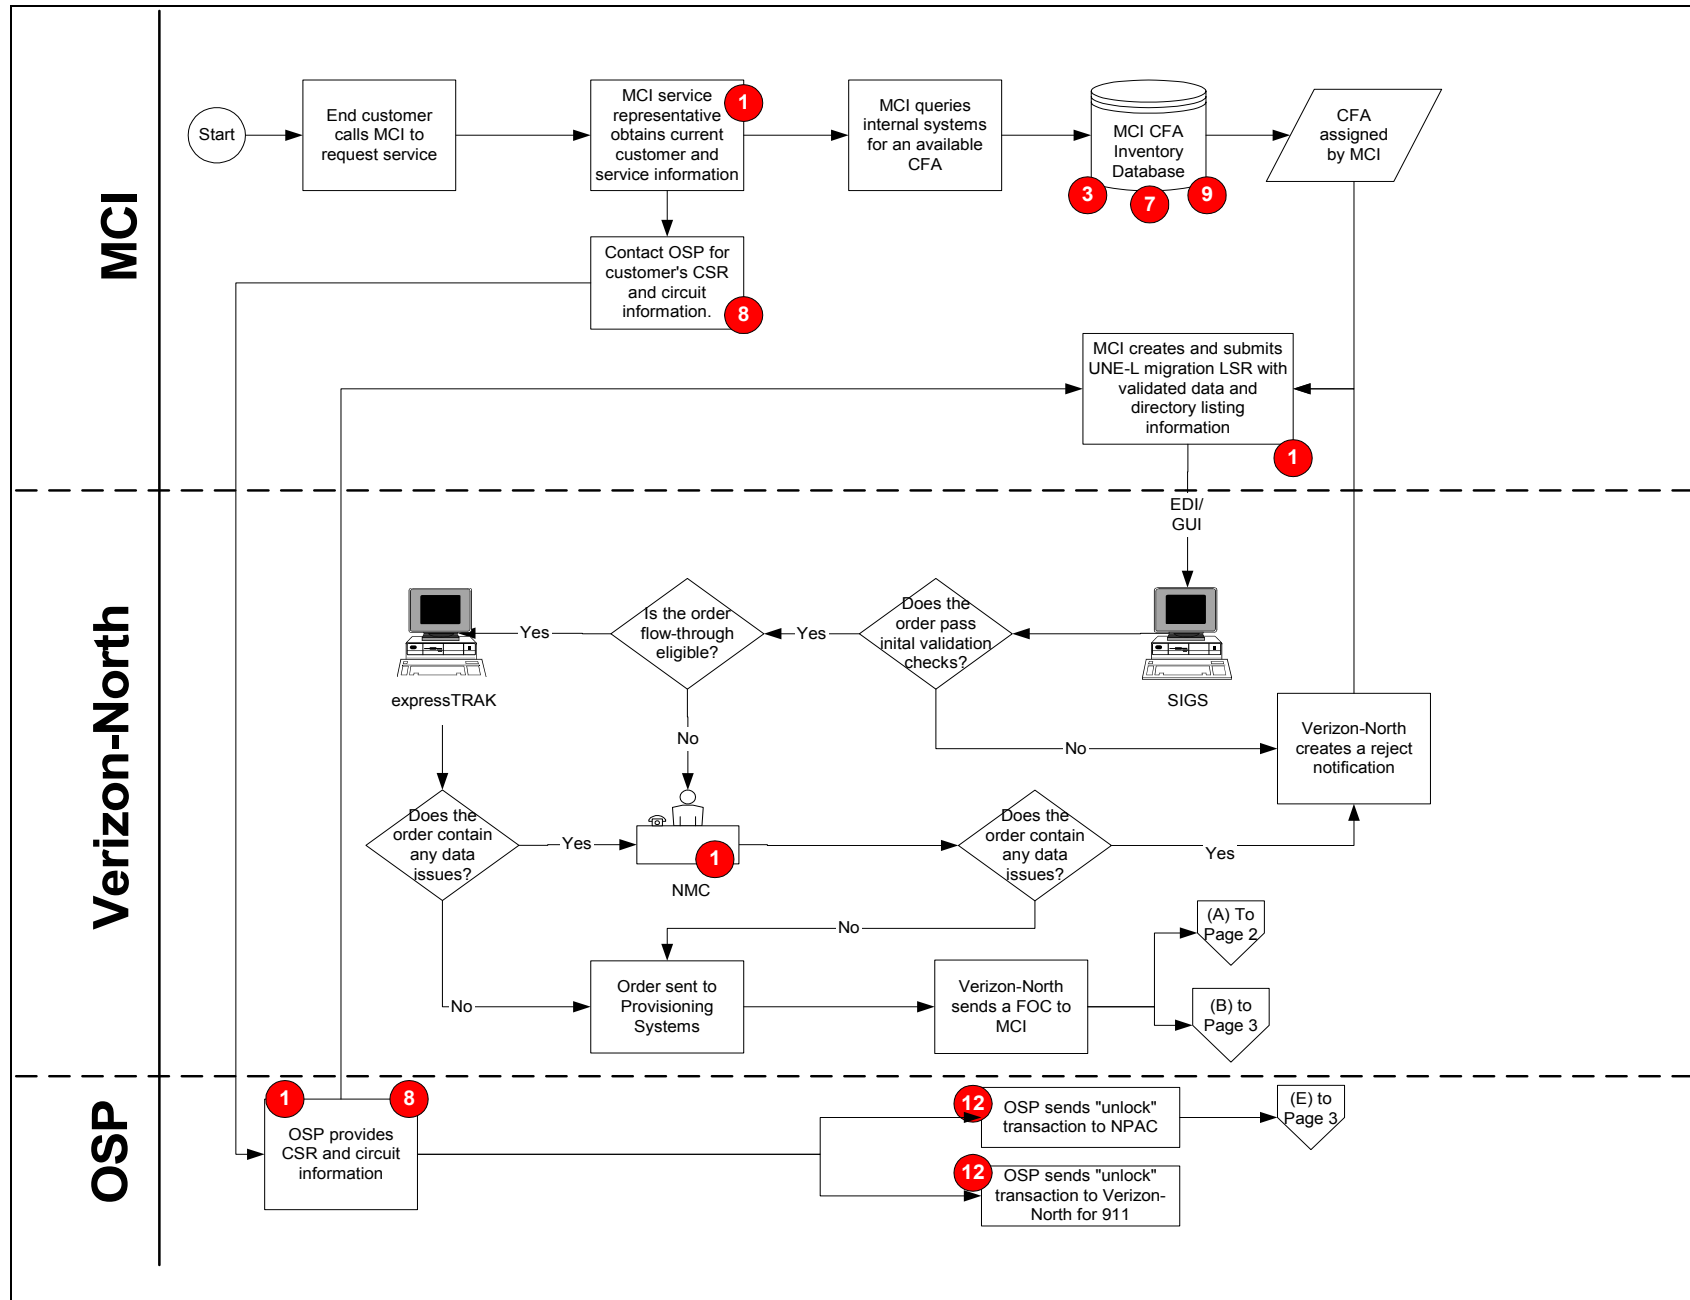 MCI
Start
End customer
calls MCI to
request service
MCI service
representative
obtains current
customer and
service information
1
MCI queries
internal systems
for an available
CFA
MCI CFA
Inventory
Database
3
7
9
CFA
assigned
by MCI
Contact OSP for
customer's CSR
and circuit
information.
8
MCI creates and submits
UNE-L migration LSR with
validated data and
directory listing
information
1
Verizon-North
EDI/
GUI
SIGS
Does the
order pass
inital validation
checks?
Yes
No
Is the order
flow-through
eligible?
Yes
No
expressTRAK
Verizon-North
creates a reject
notification
Does the
order contain
any data
issues?
Yes
No
1
NMC
Does the
order contain
any data
issues?
Yes
No
Order sent to
Provisioning
Systems
Verizon-North
sends a FOC to
MCI
(A) To
Page 2
(B) to
Page 3
OSP
1
8
OSP provides
CSR and circuit
information
12
OSP sends "unlock"
transaction to NPAC
(E) to
Page 3
12
OSP sends "unlock"
transaction to Verizon-
North for 911